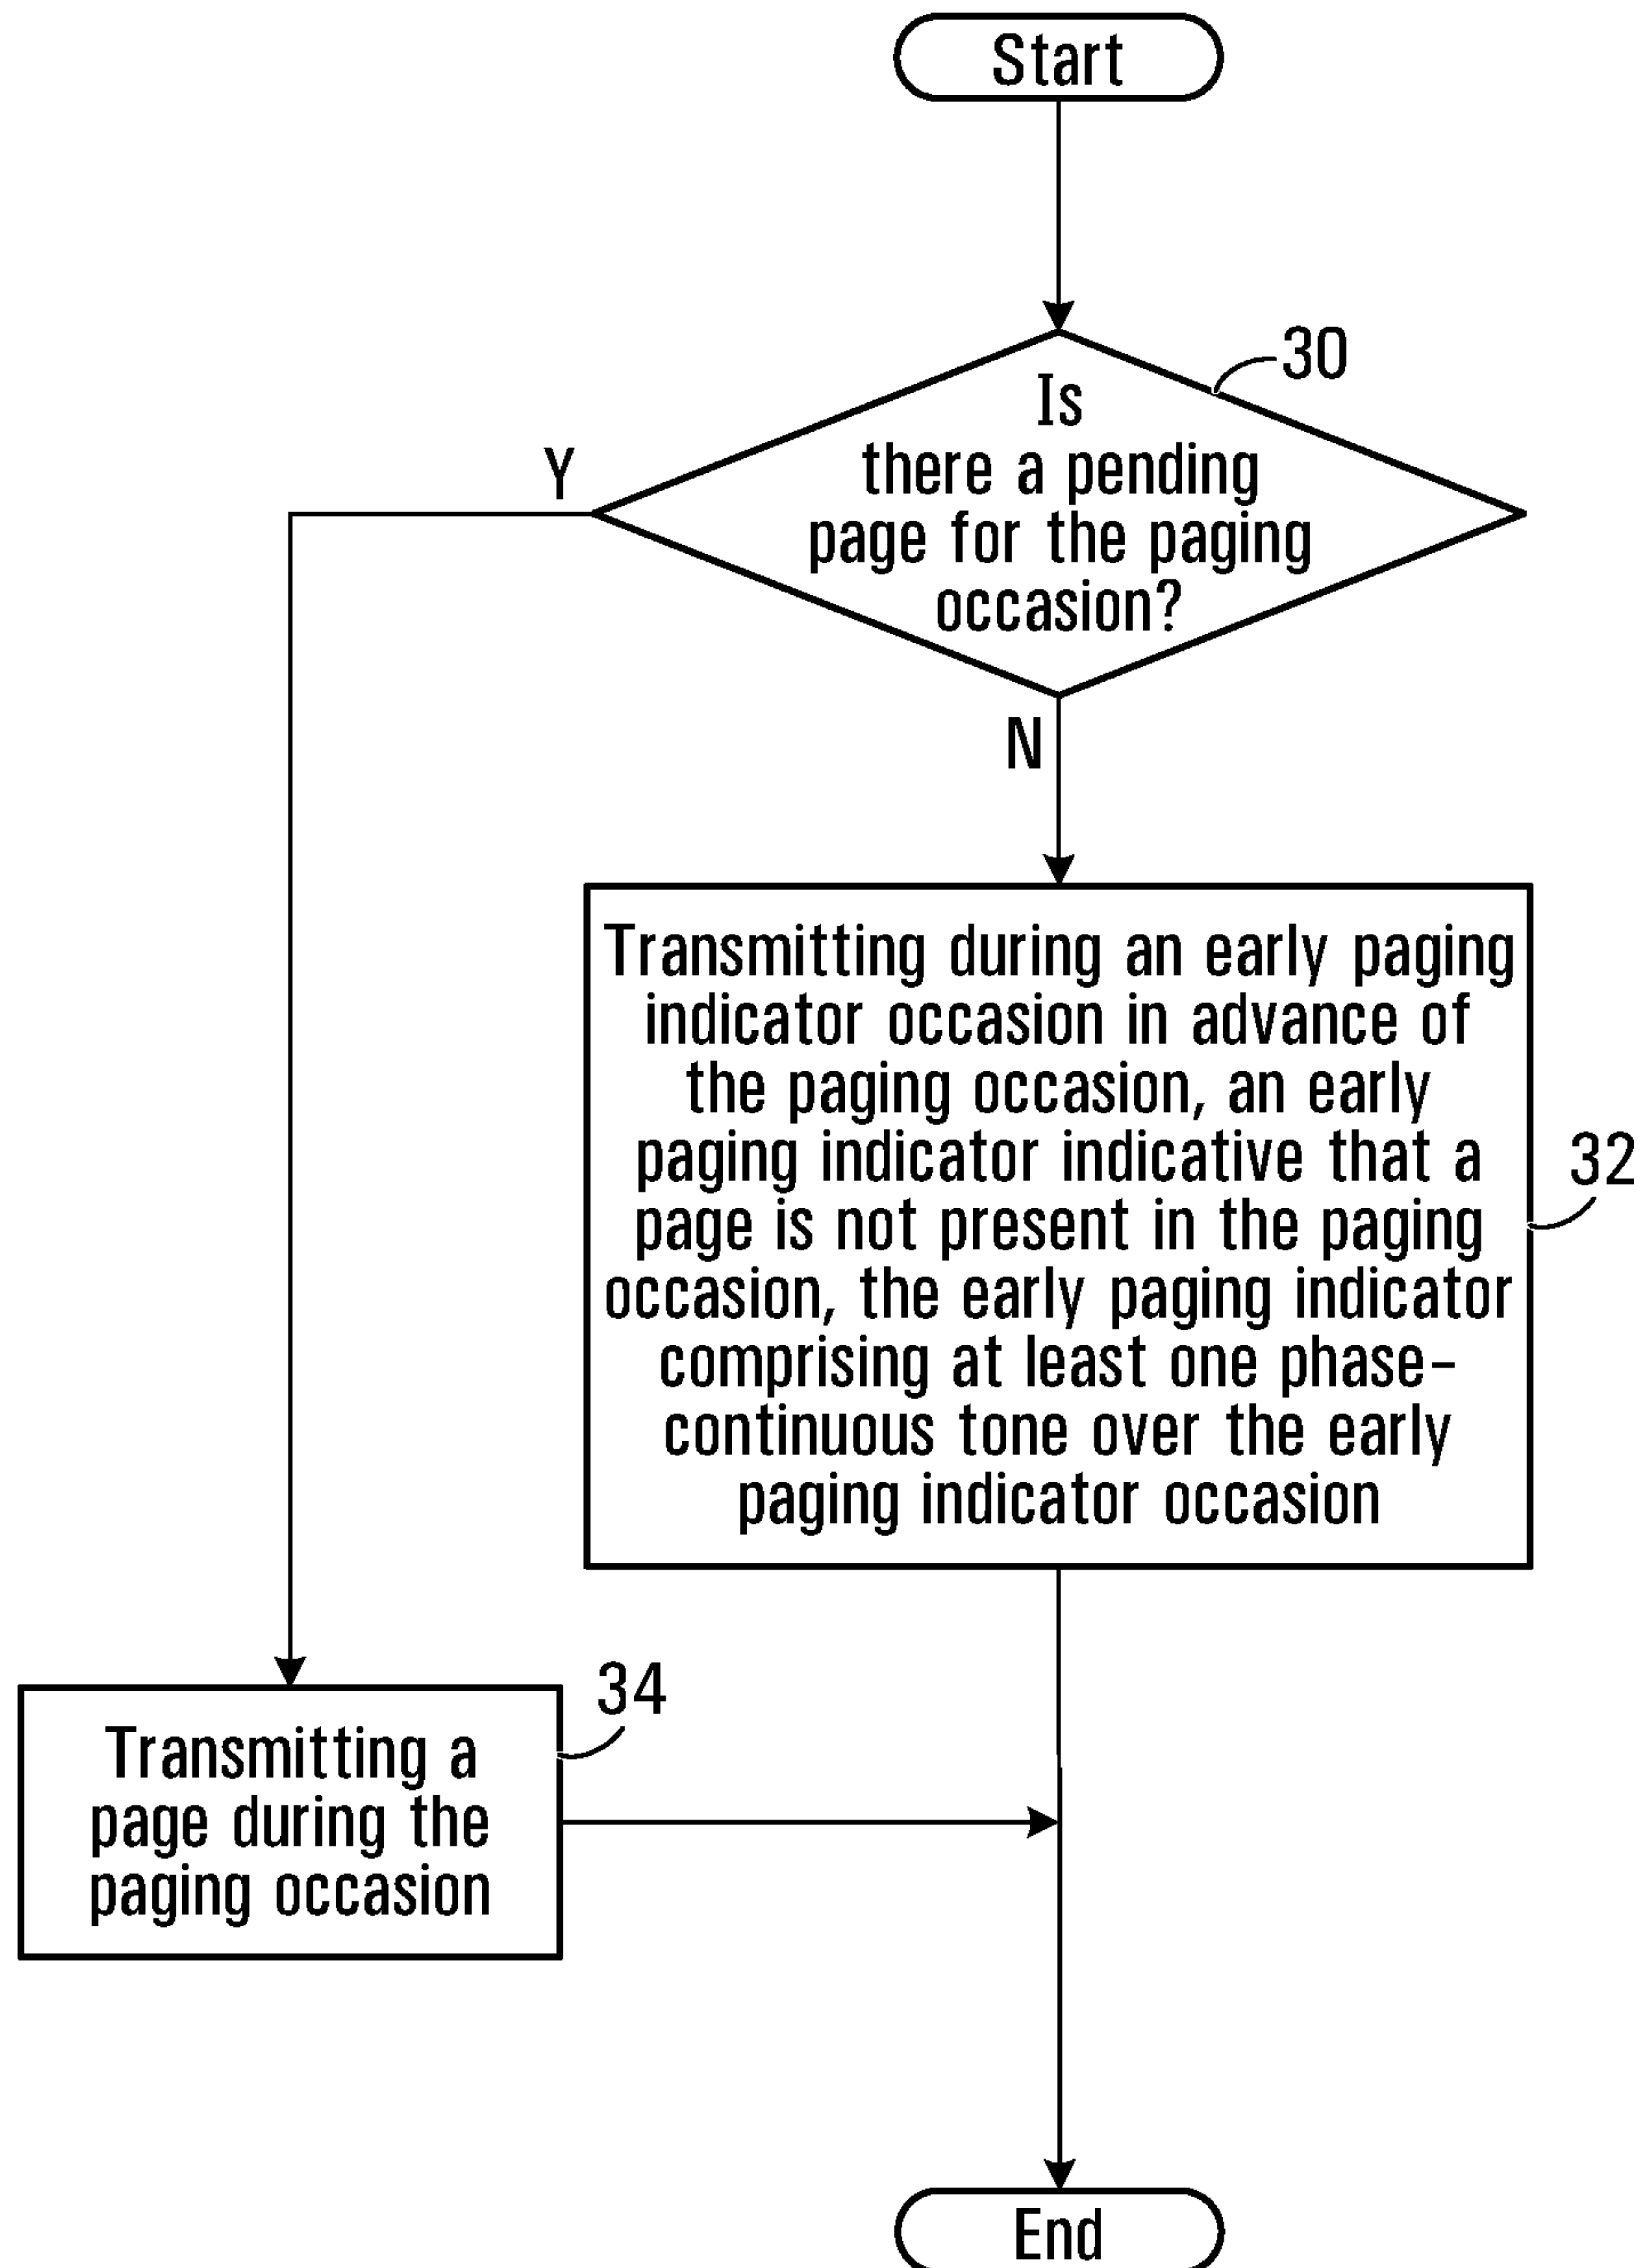 Start
30
Is
there a pending
page for the paging
occasion?
Y
N
Transmitting during an early paging
indicator occasion in advance of
the paging occasion, an early
paging indicator indicative that a
page is not present in the paging
occasion, the early paging indicator
comprising at least one phase-
continuous tone over the early
paging indicator occasion
32
34
Transmitting a
page during the
paging occasion
End